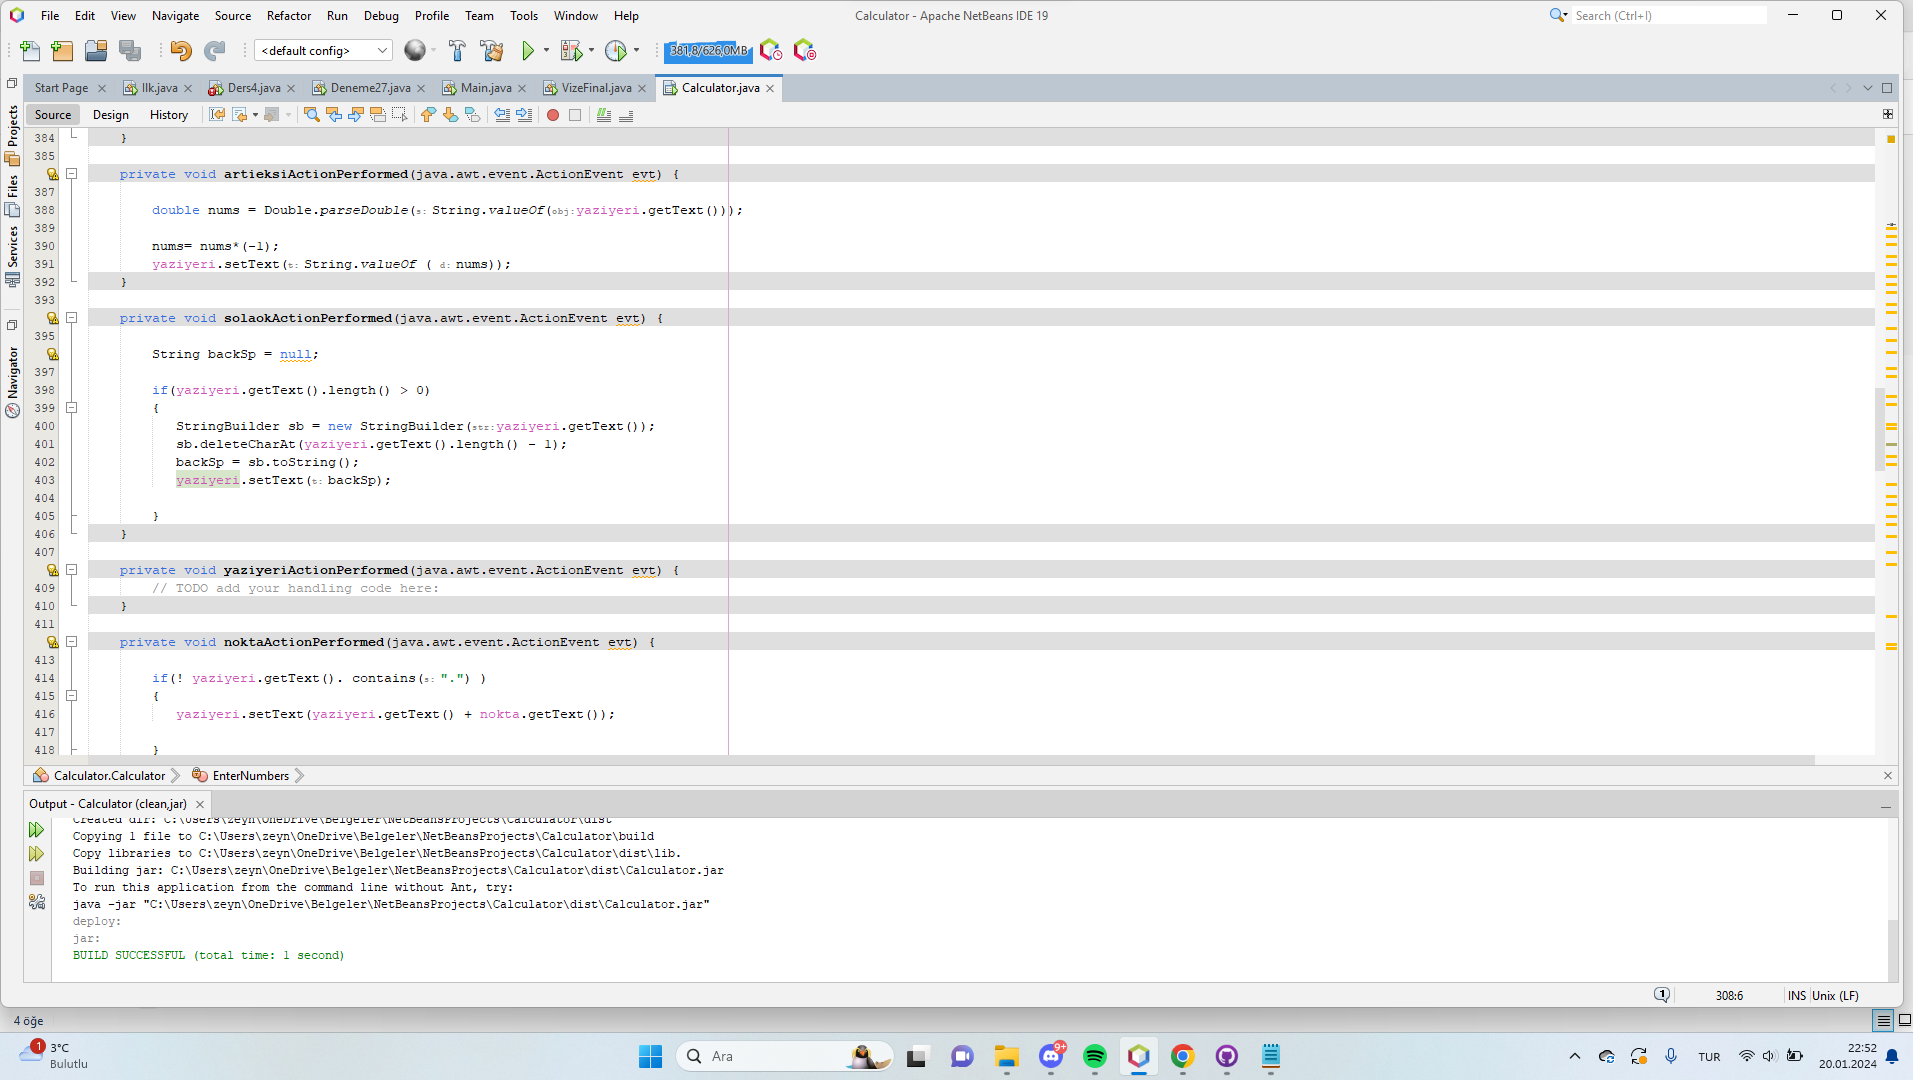 File Edit View Navigate Source Refactor Run Debug Profile Team Tools Window Help
Calculator - Apache NetBeans IDE 19
Search (Ctrl+I)
<default config>
381,8/626,0MB
Start Page Ilk.java Ders4.java Deneme27.java Main.java VizeFinal.java Calculator.java
Source Design History
Projects
Files
Services
Navigator
384 }
385
private void artieksiActionPerformed(java.awt.event.ActionEvent evt) {
387
388 double nums = Double.parseDouble(s: String.valueOf(obj: yaziyeri.getText()));
389
390 nums= nums*(-1);
391 yaziyeri.setText(t: String.valueOf ( d: nums));
392 }
393
private void solaokActionPerformed(java.awt.event.ActionEvent evt) {
395
String backSp = null;
397
398 if(yaziyeri.getText().length() > 0)
399 {
400 StringBuilder sb = new StringBuilder(str: yaziyeri.getText());
401 sb.deleteCharAt(yaziyeri.getText().length() - 1);
402 backSp = sb.toString();
403 yaziyeri.setText(t: backSp);
404
405 }
406 }
407
private void yaziyeriActionPerformed(java.awt.event.ActionEvent evt) {
409 // TODO add your handling code here:
410 }
411
private void noktaActionPerformed(java.awt.event.ActionEvent evt) {
413
414 if(! yaziyeri.getText(). contains(s: ".") )
415 {
416 yaziyeri.setText(yaziyeri.getText() + nokta.getText());
417
418 }
Calculator.Calculator EnterNumbers
Output - Calculator (clean,jar)
Created dir: C:\Users\zeyn\OneDrive\Belgeler\NetBeansProjects\Calculator\dist
Copying 1 file to C:\Users\zeyn\OneDrive\Belgeler\NetBeansProjects\Calculator\build
Copy libraries to C:\Users\zeyn\OneDrive\Belgeler\NetBeansProjects\Calculator\dist\lib.
Building jar: C:\Users\zeyn\OneDrive\Belgeler\NetBeansProjects\Calculator\dist\Calculator.jar
To run this application from the command line without Ant, try:
java -jar "C:\Users\zeyn\OneDrive\Belgeler\NetBeansProjects\Calculator\dist\Calculator.jar"
deploy:
jar:
BUILD SUCCESSFUL (total time: 1 second)
1
308:6
INS Unix (LF)
4 öğe
1
3°C
Bulutlu
Ara
9+
TUR
22:52
20.01.2024